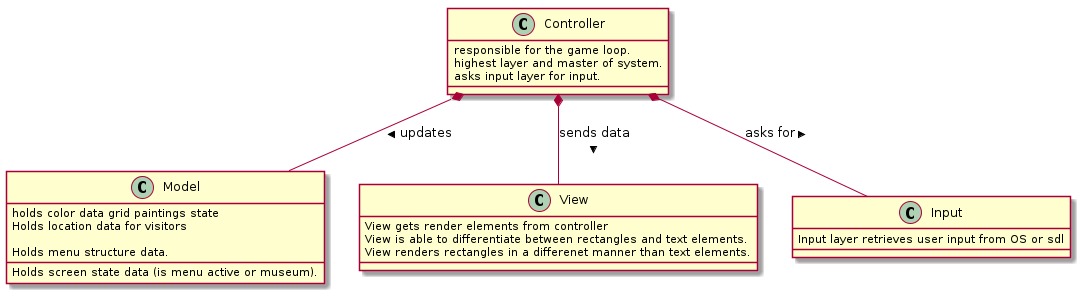 C Controller
responsible for the game loop.
highest layer and master of system.
asks input layer for input.
updates
sends data
asks for
C Model
holds color data grid paintings state
Holds location data for visitors
Holds menu structure data.
Holds screen state data (is menu active or museum).
C View
View gets render elements from controller
View is able to differentiate between rectangles and text elements.
View renders rectangles in a differenet manner than text elements.
C Input
Input layer retrieves user input from OS or sdl